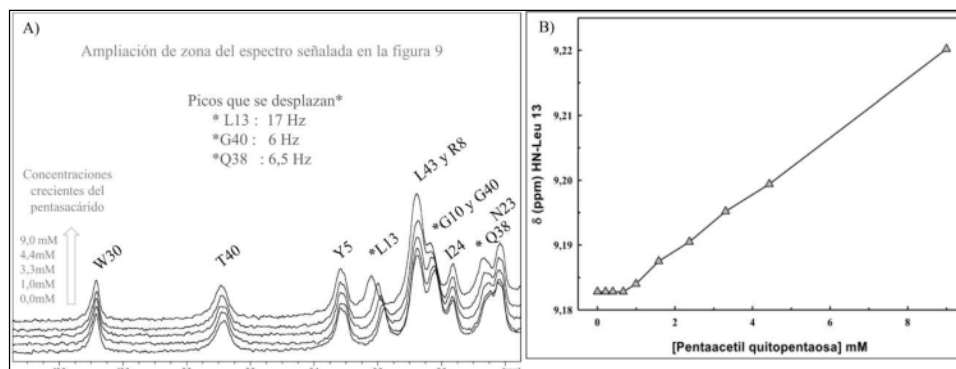 A)
Ampliación de zona del espectro señalada en la figura 9
Picos que se desplazan*
* L13 : 17 Hz
*G40 : 6 Hz
*Q38 : 6,5 Hz
Concentraciones
crecientes del
pentasacárido
9,0 mM
4,4mM
3,3mM
1,0mM
0,0mM
W30
T40
Y5
*L13
L43 y R8
*G10 y G40
I24
* Q38
N23
B)
δ (ppm) HN-Leu 13
9,22
9,21
9,20
9,19
9,18
0
2
4
6
8
[Pentaacetil quitopentaosa] mM